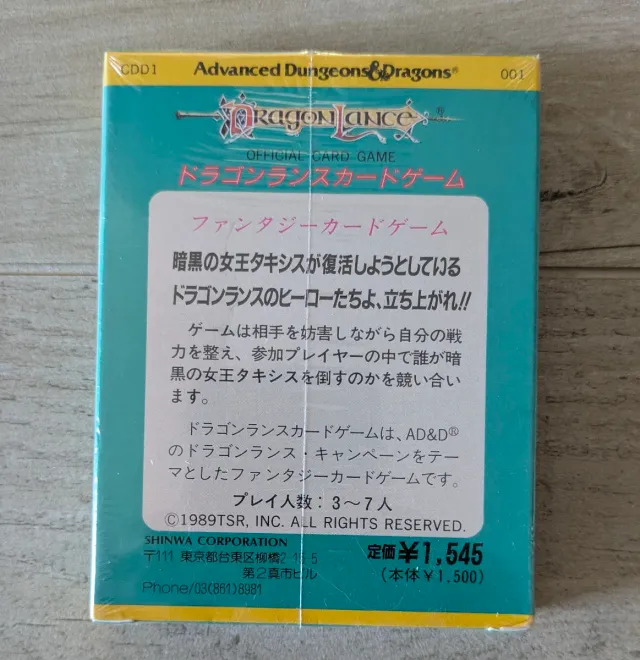 CDD1 Advanced Dungeons & Dragons® 001
DRAGONLANCE®
OFFICIAL CARD GAME
ドラゴンランスカードゲーム
ファンタジーカードゲーム
暗黒の女王タキシスが復活しようとしている
ドラゴンランスのヒーローたちよ、立ち上がれ!!
ゲームは相手を妨害しながら自分の戦
力を整え、参加プレイヤーの中で誰が暗
黒の女王タキシスを倒すのかを競い合い
ます。
ドラゴンランスカードゲームは、AD&D®
のドラゴンランス・キャンペーンをテー
マとしたファンタジーカードゲームです。
プレイ人数：3〜7人
©1989TSR, INC. ALL RIGHTS RESERVED.
SHINWA CORPORATION
〒111 東京都台東区柳橋2-15-5
第2真市ビル
Phone/03(861)8981
定価¥1,545
(本体¥1,500)